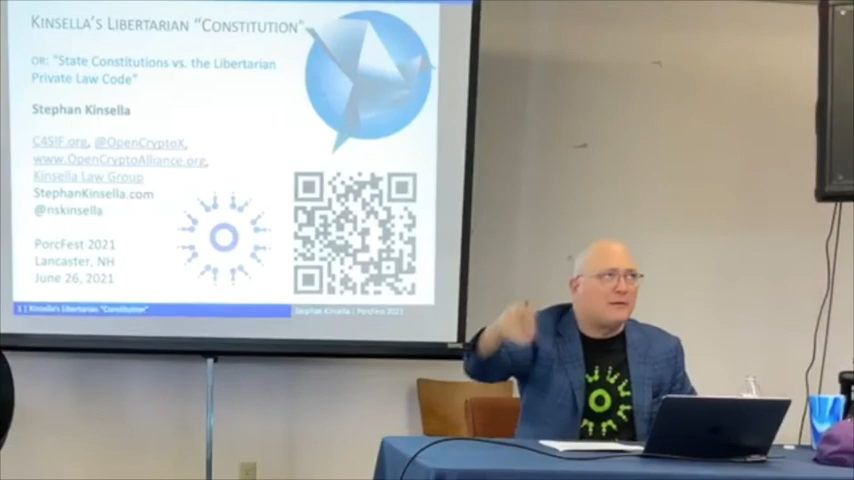 KINSELLA'S LIBERTARIAN "CONSTITUTION"
OR: "State Constitutions vs. the Libertarian
Private Law Code"
Stephan Kinsella
C4SIF.org, @OpenCryptoX,
www.OpenCryptoAlliance.org,
Kinsella Law Group
StephanKinsella.com
@nskinsella
PorcFest 2021
Lancaster, NH
June 26, 2021
1 | Kinsella's Libertarian "Constitution"
Stephan Kinsella | PorcFest 2021